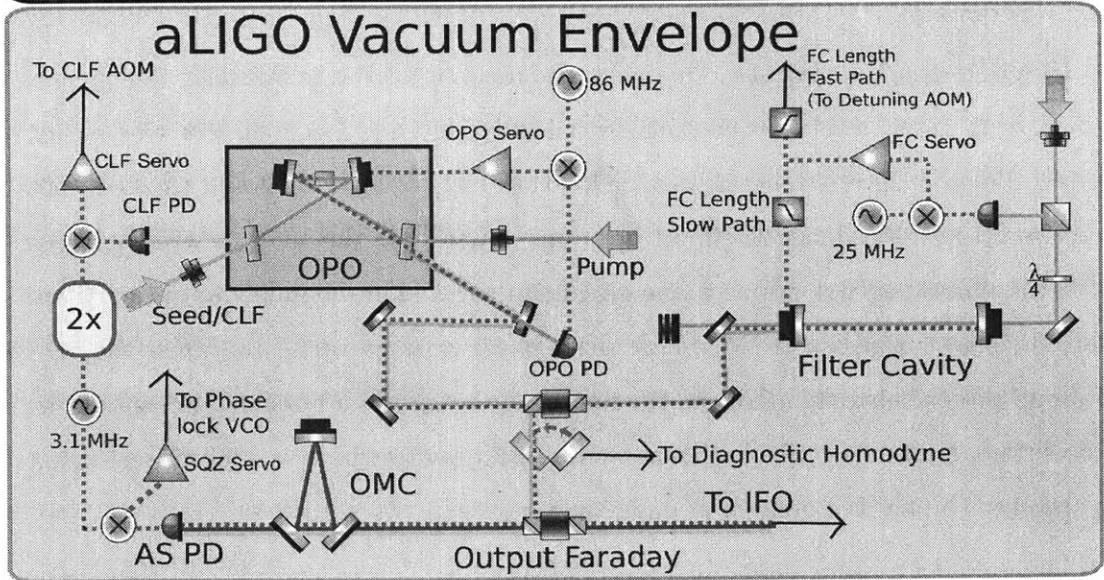 aLIGO Vacuum Envelope
To CLF AOM
86 MHz
FC Length
Fast Path
(To Detuning AOM)
OPO Servo
CLF Servo
FC Servo
CLF PD
FC Length
Slow Path
25 MHz
OPO
Pump
λ
4
2x
Seed/CLF
OPO PD
Filter Cavity
To Phase
lock VCO
3.1 MHz
SQZ Servo
OMC
To Diagnostic Homodyne
To IFO
AS PD
Output Faraday